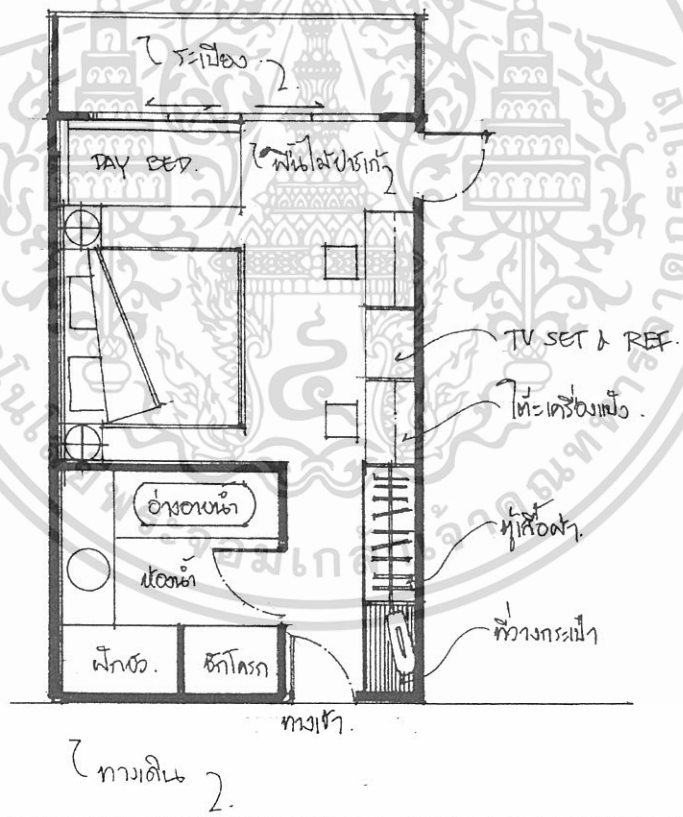 ระเบียง
DAY BED.
พื้นไม้ปาร์เก้
TV SET & REF.
โต๊ะเครื่องแป้ง.
อ่างอาบน้ำ
ตู้เสื้อผ้า.
ห้องน้ำ
ที่วางกระเป๋า
ฝักบัว.
ชักโครก
ทางเข้า.
ทางเดิน